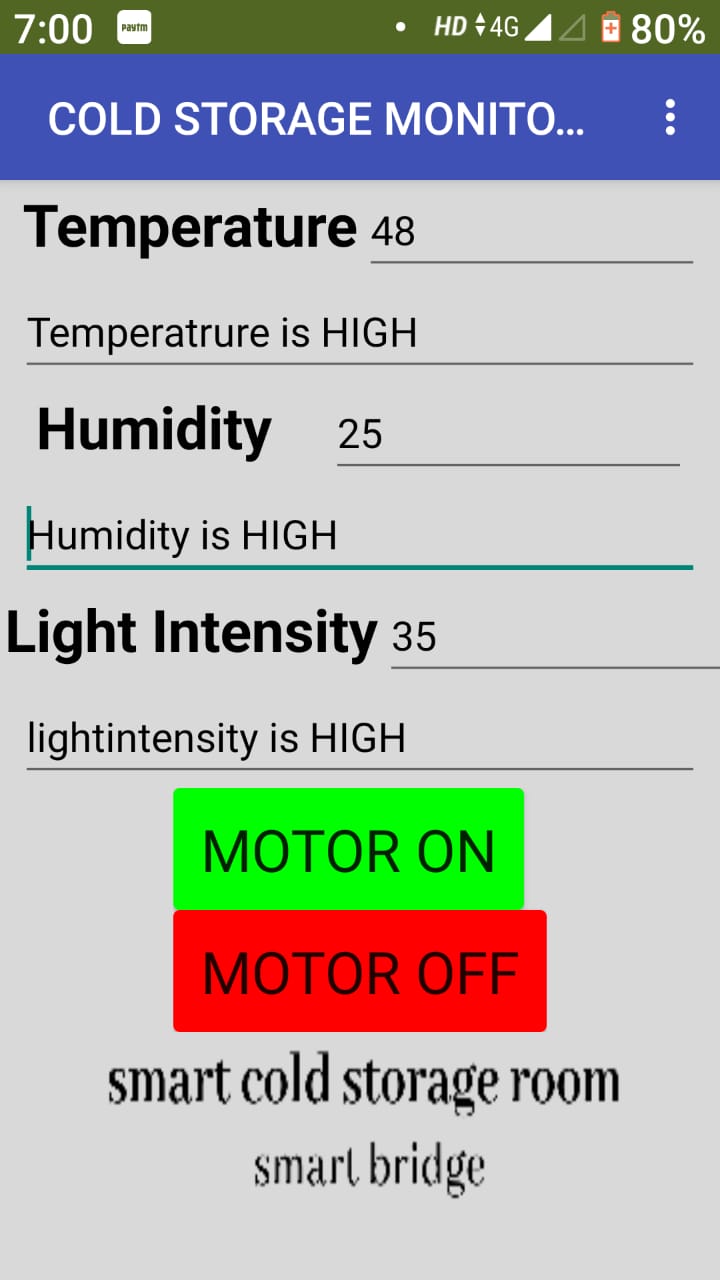 7:00 Paytm HD 4G 80%
COLD STORAGE MONITO...
Temperature 48
Temperatrure is HIGH
Humidity 25
Humidity is HIGH
Light Intensity 35
lightintensity is HIGH
MOTOR ON
MOTOR OFF
smart cold storage room
smart bridge